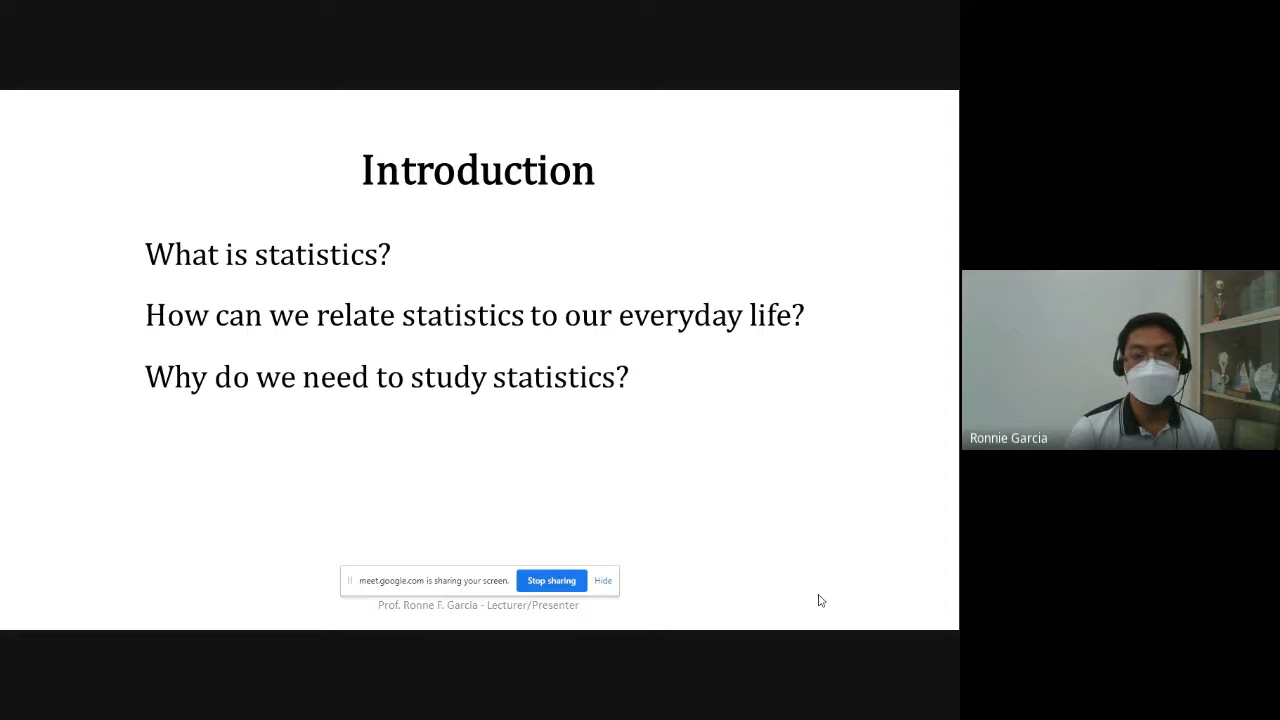 Introduction
What is statistics?
How can we relate statistics to our everyday life?
Why do we need to study statistics?
meet.google.com is sharing your screen.
Stop sharing
Hide
Prof. Ronne F. Garcia - Lecturer/Presenter
Ronnie Garcia